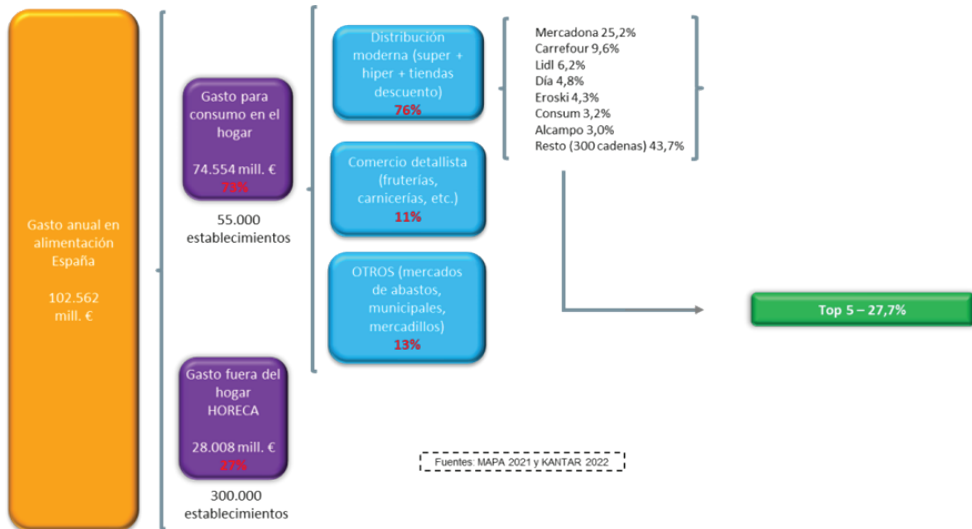 Gasto anual en
alimentación
España
102.562
mill. €
Gasto para
consumo en el
hogar
74.554 mill. €
73%
55.000
establecimientos
Gasto fuera del
hogar
HORECA
28.008 mill. €
27%
300.000
establecimientos
Distribución
moderna (super +
hiper + tiendas
descuento)
76%
Comercio detallista
(fruterías,
carnicerías, etc.)
11%
OTROS (mercados
de abastos,
municipales,
mercadillos)
13%
Mercadona 25,2%
Carrefour 9,6%
Lidl 6,2%
Día 4,8%
Eroski 4,3%
Consum 3,2%
Alcampo 3,0%
Resto (300 cadenas) 43,7%
Top 5 – 27,7%
Fuentes: MAPA 2021 y KANTAR 2022